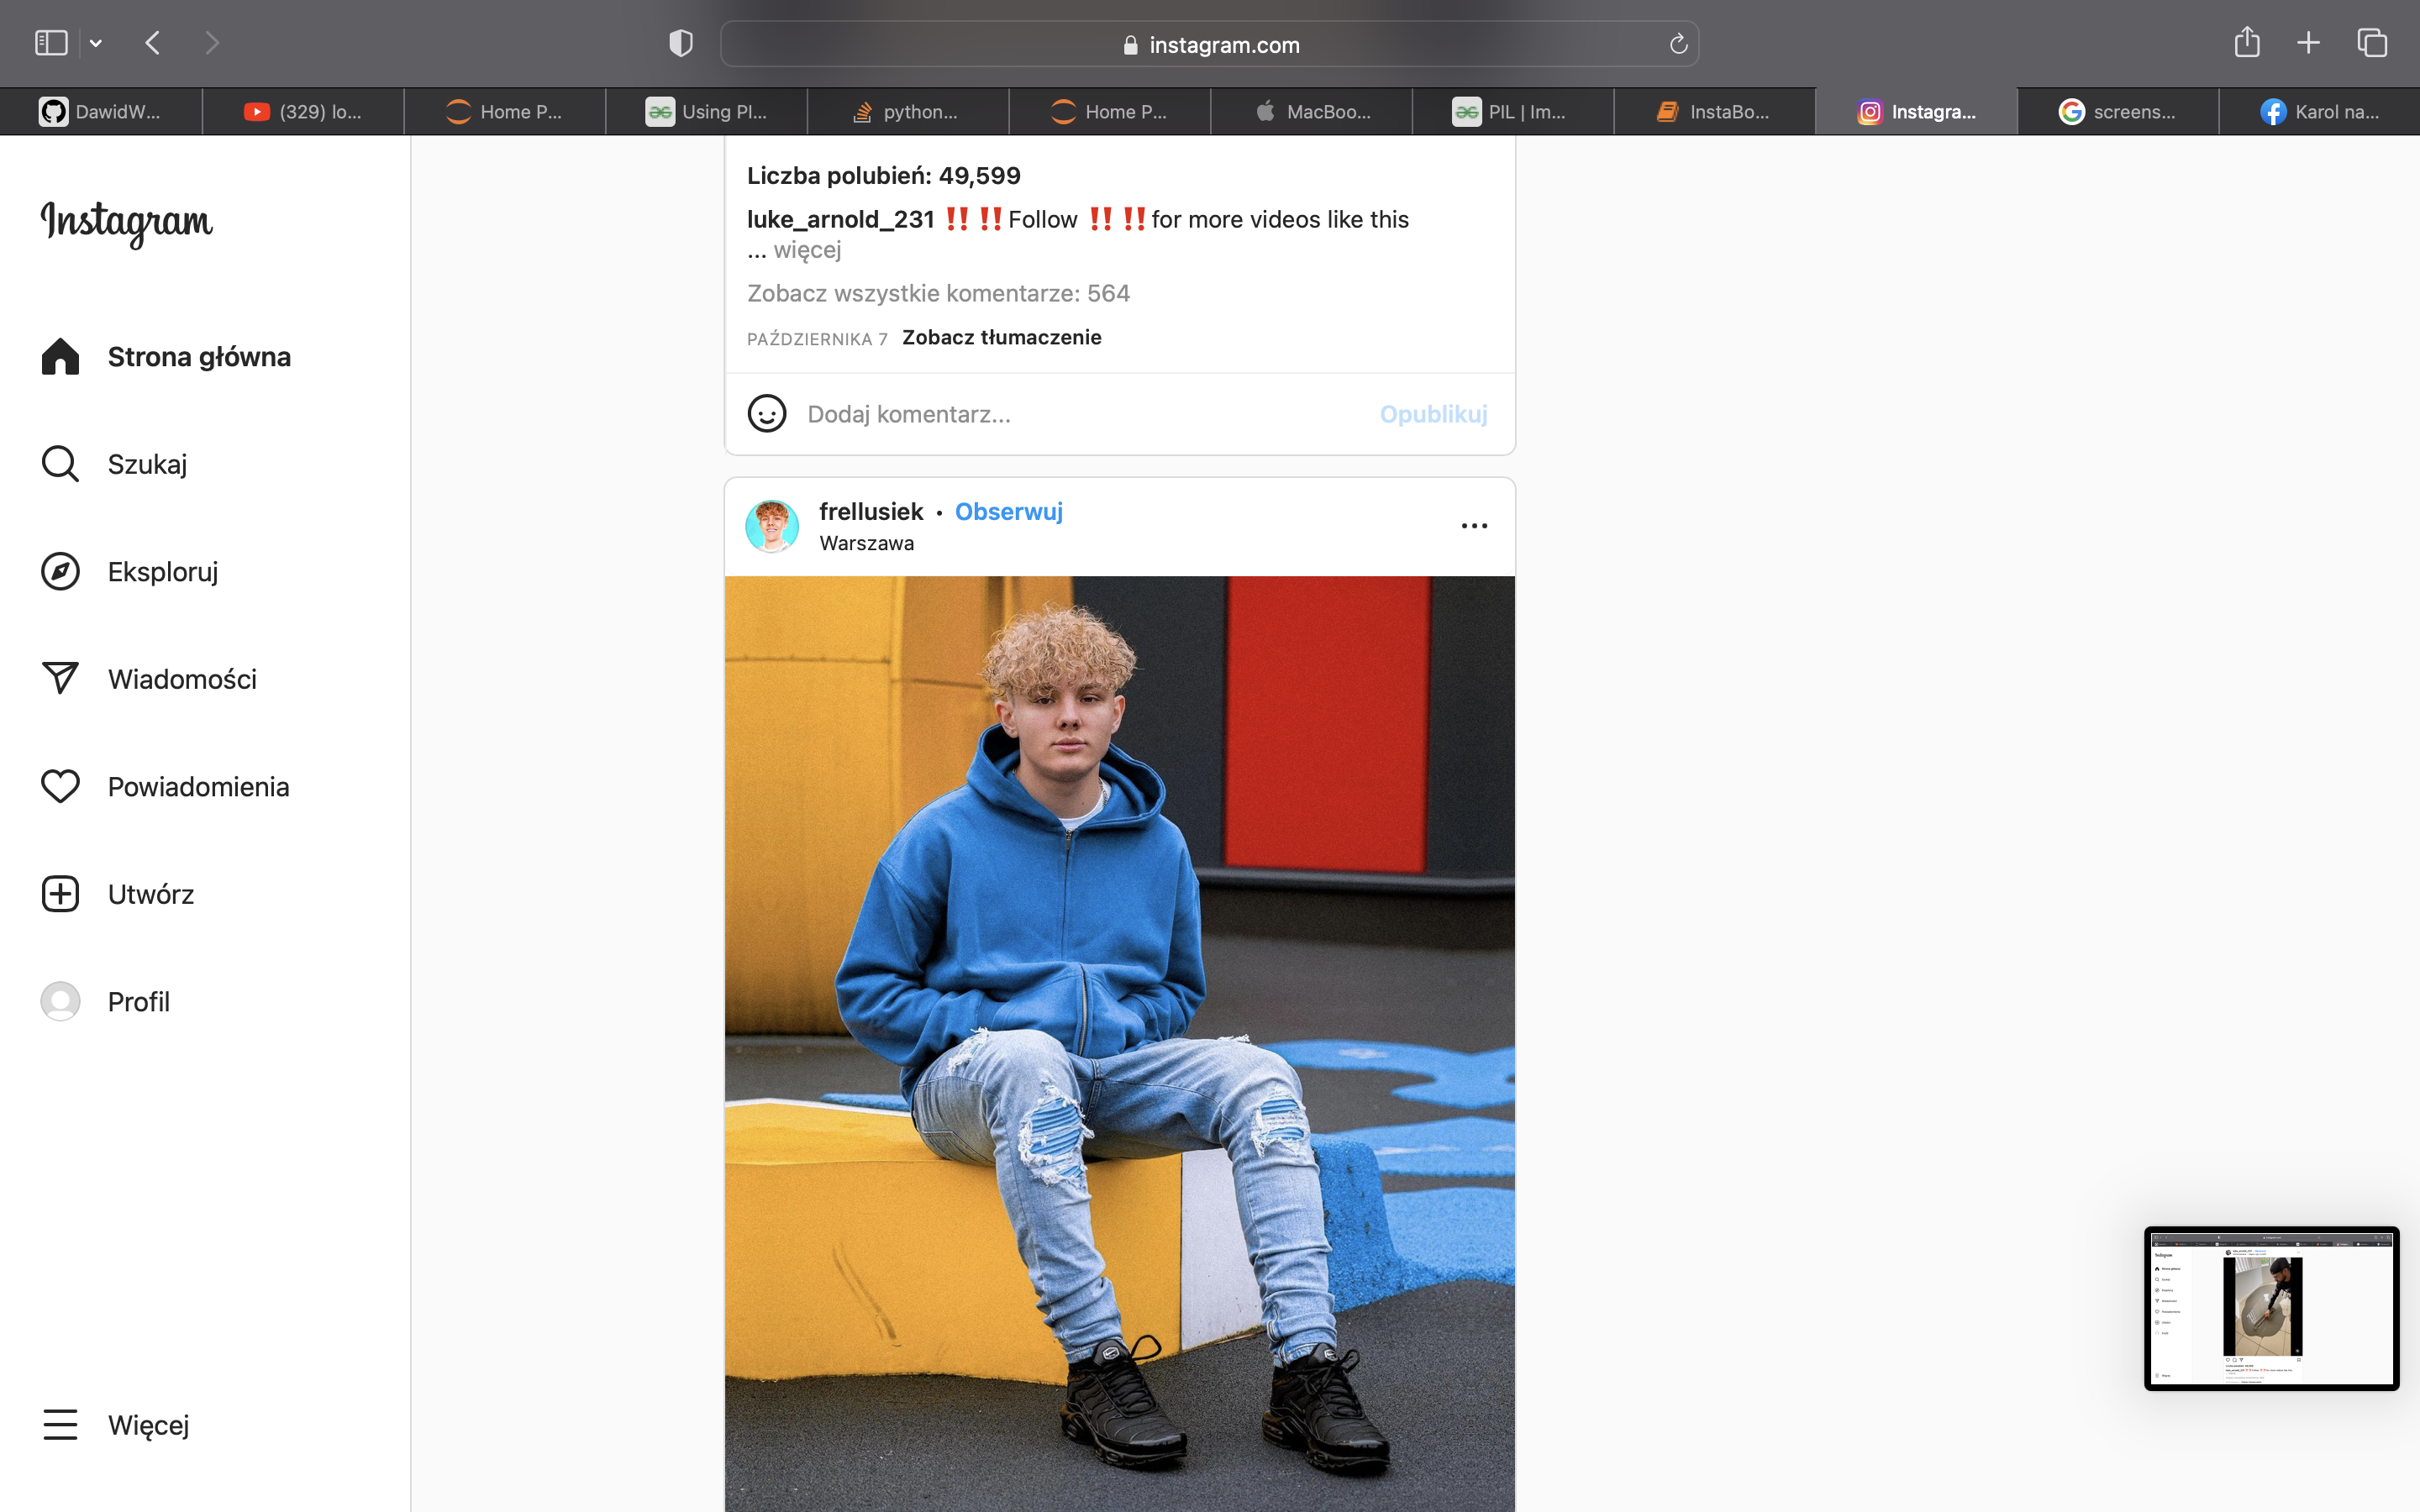 instagram.com
DawidW...
(329) lo...
Home P...
Using PI...
python...
Home P...
MacBoo...
PIL | Im...
InstaBo...
Instagra...
screens...
Karol na...
Instagram
Strona główna
Szukaj
Eksploruj
Wiadomości
Powiadomienia
Utwórz
Profil
Więcej
Liczba polubień: 49,599
luke_arnold_231 ‼️ ‼️ Follow ‼️ ‼️ for more videos like this
... więcej
Zobacz wszystkie komentarze: 564
PAŹDZIERNIKA 7 Zobacz tłumaczenie
Dodaj komentarz...
Opublikuj
frellusiek • Obserwuj
Warszawa